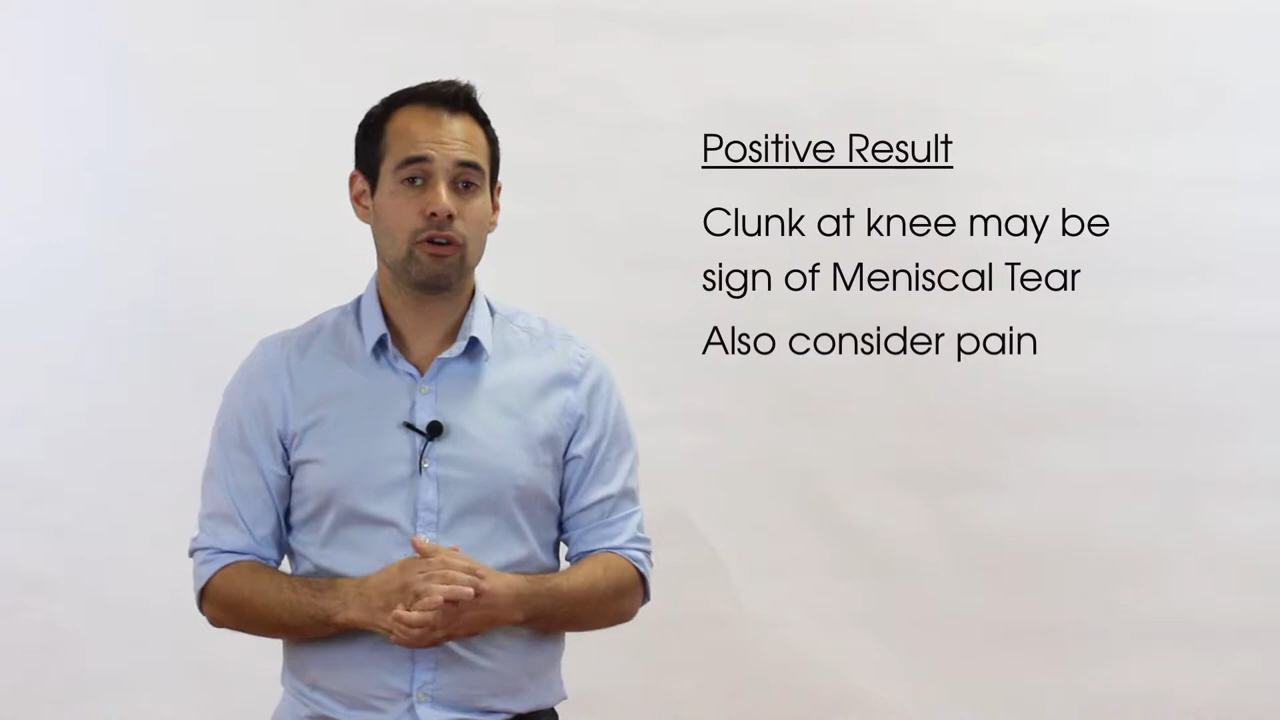 Positive Result
Clunk at knee may be
sign of Meniscal Tear
Also consider pain